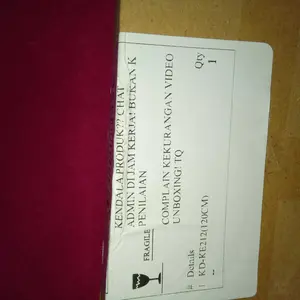 KENDALA PRODUK?? CHAT
ADMIN DI JAM KERJA! BUKAN K
PENILAIAN
FRAGILE
COMPLAIN KEKURANGAN VIDEO
UNBOXING! TQ
# Details Qty
1 KD-KE212(120CM) 1